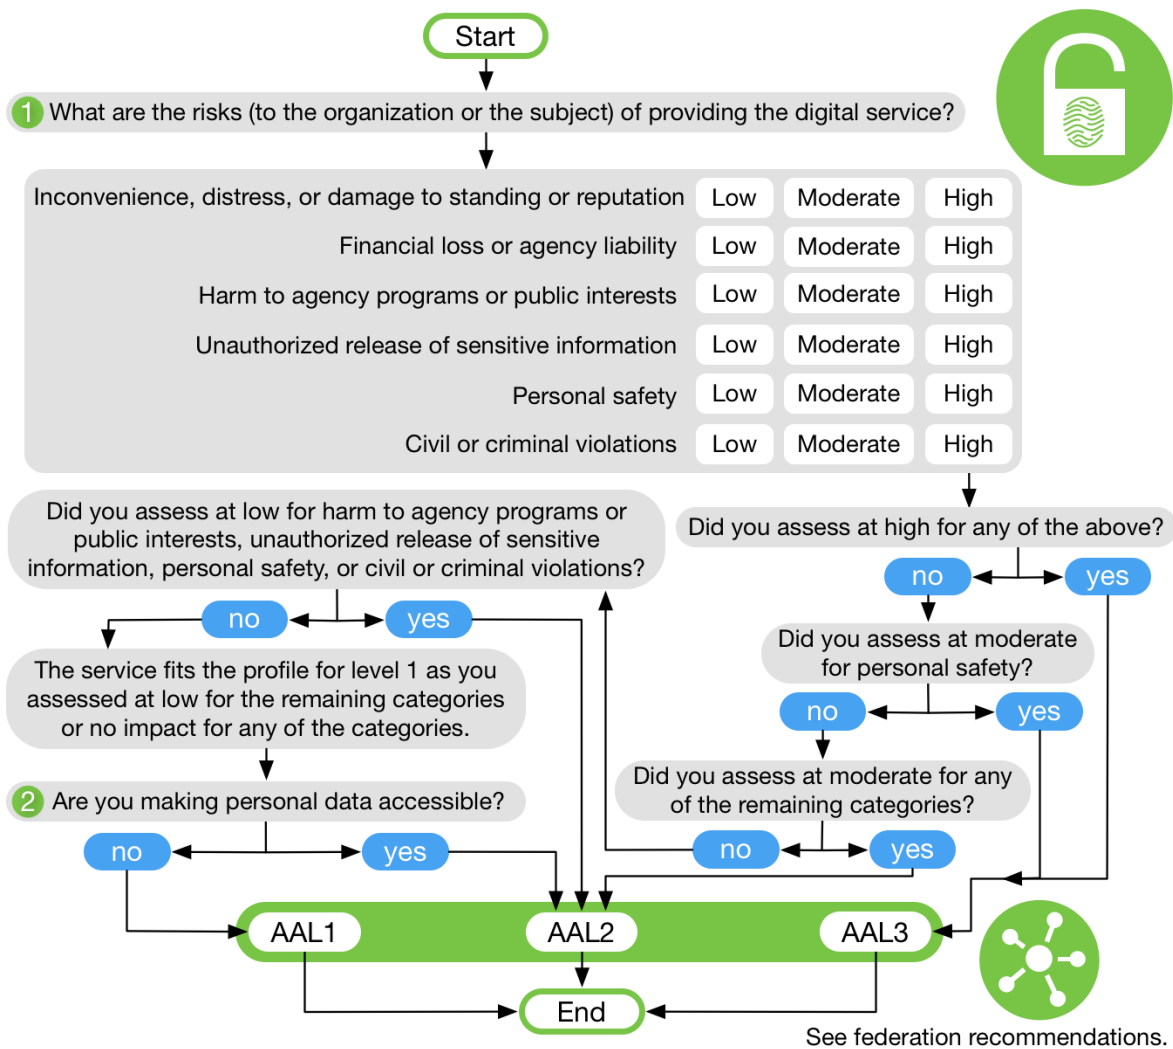 Start
1 What are the risks (to the organization or the subject) of providing the digital service?
Inconvenience, distress, or damage to standing or reputation Low Moderate High
Financial loss or agency liability Low Moderate High
Harm to agency programs or public interests Low Moderate High
Unauthorized release of sensitive information Low Moderate High
Personal safety Low Moderate High
Civil or criminal violations Low Moderate High
Did you assess at high for any of the above?
no yes
Did you assess at moderate
for personal safety?
no yes
Did you assess at moderate for any
of the remaining categories?
no yes
Did you assess at low for harm to agency programs or
public interests, unauthorized release of sensitive
information, personal safety, or civil or criminal violations?
no yes
The service fits the profile for level 1 as you
assessed at low for the remaining categories
or no impact for any of the categories.
2 Are you making personal data accessible?
no yes
AAL1 AAL2 AAL3
End
See federation recommendations.